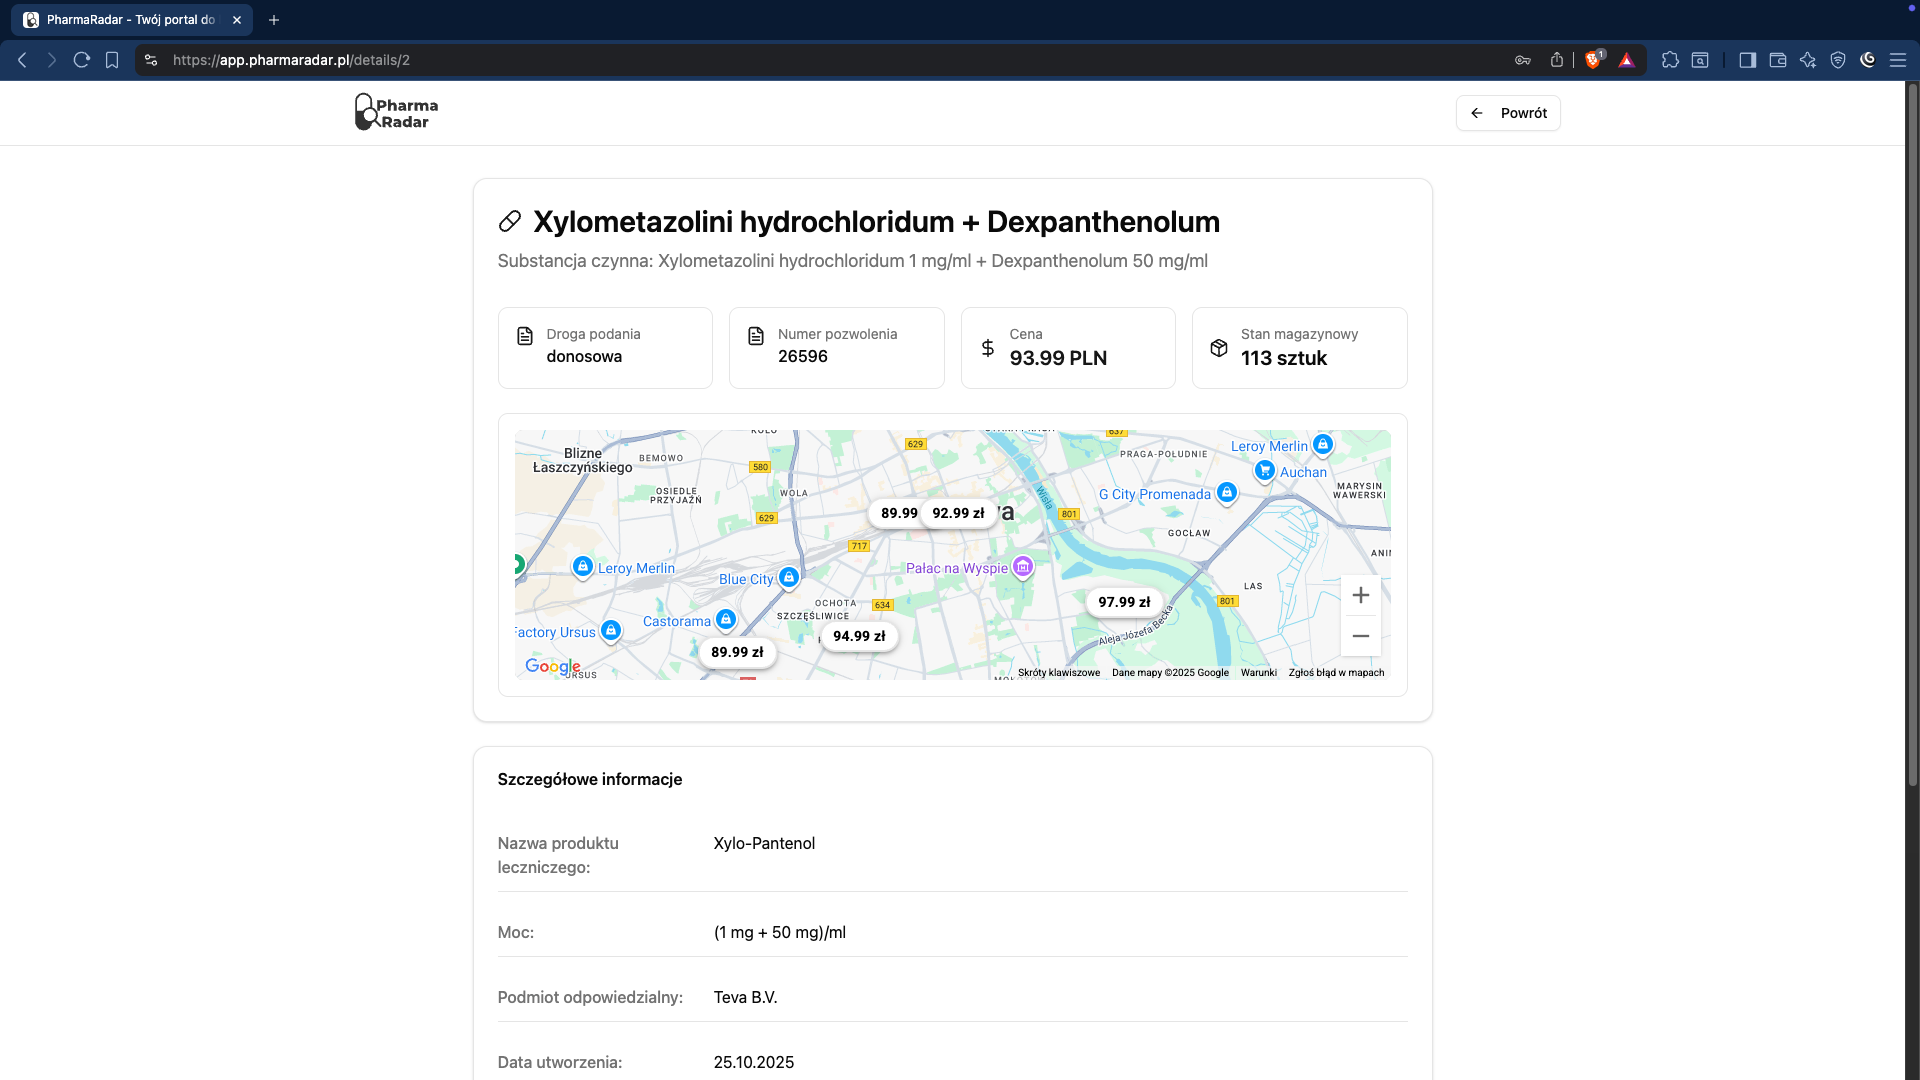 PharmaRadar - Twój portal do
https://app.pharmaradar.pl/details/2
1
Pharma
Radar
Powrót
Xylometazolini hydrochloridum + Dexpanthenolum
Substancja czynna: Xylometazolini hydrochloridum 1 mg/ml + Dexpanthenolum 50 mg/ml
Droga podania
donosowa
Numer pozwolenia
26596
Cena
93.99 PLN
Stan magazynowy
113 sztuk
629
637
Leroy Merlin
Blizne
Łaszczyńskiego
BEMOWO
580
PRAGA-POŁUDNIE
Auchan
OSIEDLE
PRZYJAŹŃ
WOLA
G City Promenada
MARYSIN
WAWERSKI
Wisła
629
89.99
92.99 zł
801
GOCŁAW
717
Leroy Merlin
Blue City
Pałac na Wyspie
LAS
OCHOTA
634
97.99 zł
801
SZCZĘŚLIWICE
Castorama
Factory Ursus
94.99 zł
Aleja Józefa Becka
89.99 zł
Google
URSUS
Skróty klawiszowe
Dane mapy ©2025 Google
Warunki
Zgłoś błąd w mapach
Szczegółowe informacje
Nazwa produktu
leczniczego:
Xylo-Pantenol
Moc:
(1 mg + 50 mg)/ml
Podmiot odpowiedzialny:
Teva B.V.
Data utworzenia:
25.10.2025